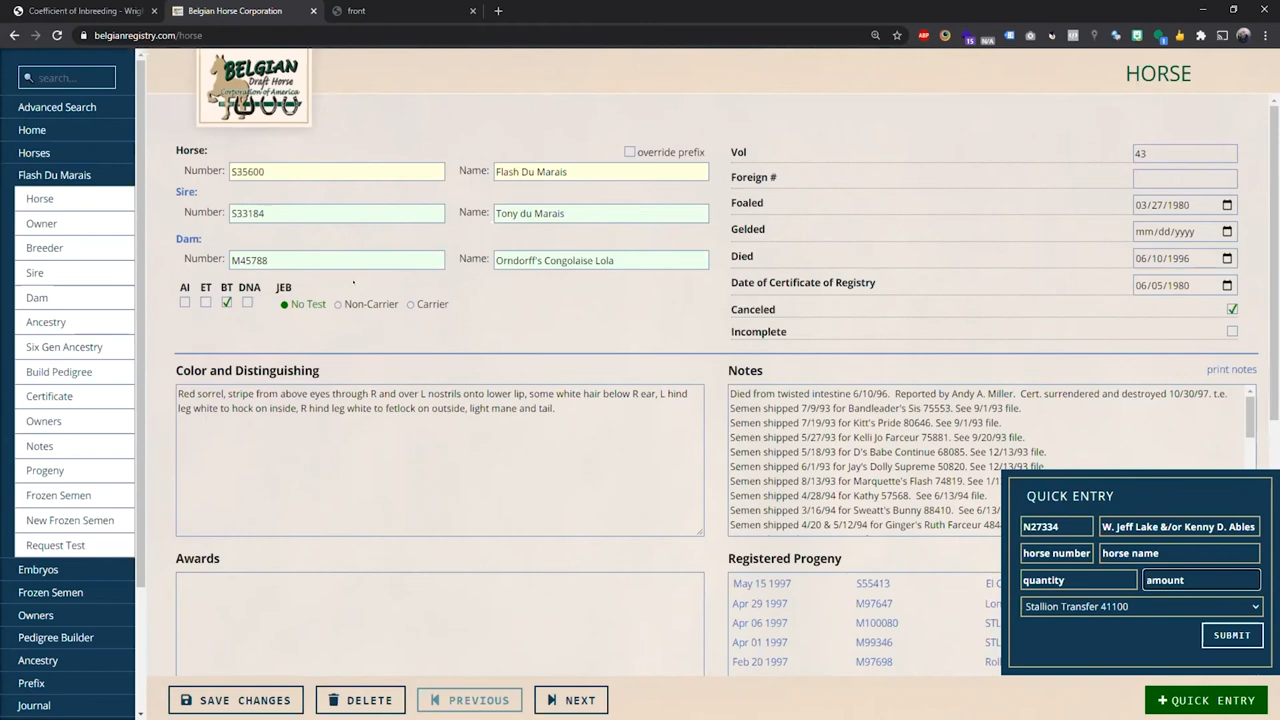 Coefficient of Inbreeding - Wrigh
Belgian Horse Corporation
front
belgianregistry.com/horse
search...
Advanced Search
Home
Horses
Flash Du Marais
Horse
Owner
Breeder
Sire
Dam
Ancestry
Six Gen Ancestry
Build Pedigree
Certificate
Owners
Notes
Progeny
Frozen Semen
New Frozen Semen
Request Test
Embryos
Frozen Semen
Owners
Pedigree Builder
Ancestry
Prefix
Journal
BELGIAN
Draft Horse
Corporation of America
HORSE
Horse:
override prefix
Number: S35600 Name: Flash Du Marais
Sire:
Number: S33184 Name: Tony du Marais
Dam:
Number: M45788 Name: Orndorff's Congolaise Lola
AI ET BT DNA JEB
No Test Non-Carrier Carrier
Vol 43
Foreign #
Foaled 03/27/1980
Gelded mm/dd/yyyy
Died 06/10/1996
Date of Certificate of Registry 06/05/1980
Canceled
Incomplete
Color and Distinguishing
Red sorrel, stripe from above eyes through R and over L nostrils onto lower lip, some white hair below R ear, L hind
leg white to hock on inside, R hind leg white to fetlock on outside, light mane and tail.
Notes print notes
Died from twisted intestine 6/10/96. Reported by Andy A. Miller. Cert. surrendered and destroyed 10/30/97. t.e.
Semen shipped 7/9/93 for Bandleader's Sis 75553. See 9/1/93 file.
Semen shipped 7/19/93 for Kitt's Pride 80646. See 9/1/93 file.
Semen shipped 5/27/93 for Kelli Jo Farceur 75881. See 9/20/93 file.
Semen shipped 5/18/93 for D's Babe Continue 68085. See 12/13/93 file.
Semen shipped 6/1/93 for Jay's Dolly Supreme 50820. See 12/13/93 file.
Semen shipped 8/13/93 for Marquette's Flash 74819. See 1/1
Semen shipped 4/28/94 for Kathy 57568. See 6/13/94 file.
Semen shipped 3/16/94 for Sweatt's Bunny 88410. See 6/13/
Semen shipped 4/20 & 5/12/94 for Ginger's Ruth Farceur 484
Awards
Registered Progeny
May 15 1997 S55413 El C
Apr 29 1997 M97647 Lon
Apr 06 1997 M100080 STL
Apr 01 1997 M99346 STL
Feb 20 1997 M97698 Roll
QUICK ENTRY
N27334 W. Jeff Lake &/or Kenny D. Ables
horse number horse name
quantity amount
Stallion Transfer 41100
SUBMIT
SAVE CHANGES DELETE PREVIOUS NEXT
+QUICK ENTRY